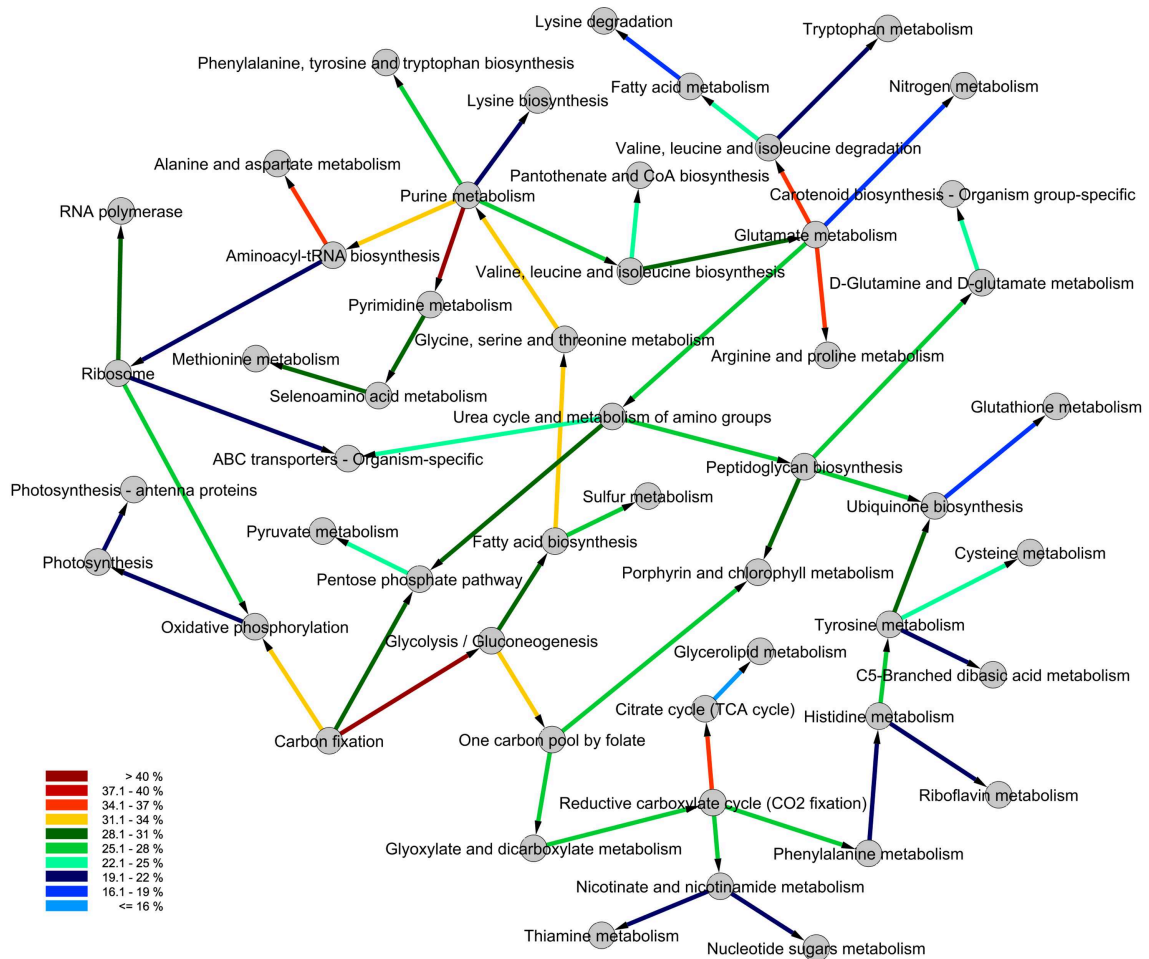 Lysine degradation
Tryptophan metabolism
Phenylalanine, tyrosine and tryptophan biosynthesis
Fatty acid metabolism
Nitrogen metabolism
Lysine biosynthesis
Valine, leucine and isoleucine degradation
Alanine and aspartate metabolism
Pantothenate and CoA biosynthesis
Carotenoid biosynthesis - Organism group-specific
Purine metabolism
RNA polymerase
Glutamate metabolism
Aminoacyl-tRNA biosynthesis
Valine, leucine and isoleucine biosynthesis
D-Glutamine and D-glutamate metabolism
Pyrimidine metabolism
Glycine, serine and threonine metabolism
Arginine and proline metabolism
Methionine metabolism
Ribosome
Selenoamino acid metabolism
Glutathione metabolism
Urea cycle and metabolism of amino groups
ABC transporters - Organism-specific
Peptidoglycan biosynthesis
Photosynthesis - antenna proteins
Sulfur metabolism
Ubiquinone biosynthesis
Pyruvate metabolism
Fatty acid biosynthesis
Cysteine metabolism
Photosynthesis
Pentose phosphate pathway
Porphyrin and chlorophyll metabolism
Oxidative phosphorylation
Tyrosine metabolism
Glycolysis / Gluconeogenesis
Glycerolipid metabolism
C5-Branched dibasic acid metabolism
Citrate cycle (TCA cycle)
Histidine metabolism
Carbon fixation
One carbon pool by folate
> 40 %
37.1 - 40 %
34.1 - 37 %
31.1 - 34 %
28.1 - 31 %
25.1 - 28 %
22.1 - 25 %
19.1 - 22 %
16.1 - 19 %
<= 16 %
Riboflavin metabolism
Reductive carboxylate cycle (CO2 fixation)
Glyoxylate and dicarboxylate metabolism
Phenylalanine metabolism
Nicotinate and nicotinamide metabolism
Thiamine metabolism
Nucleotide sugars metabolism